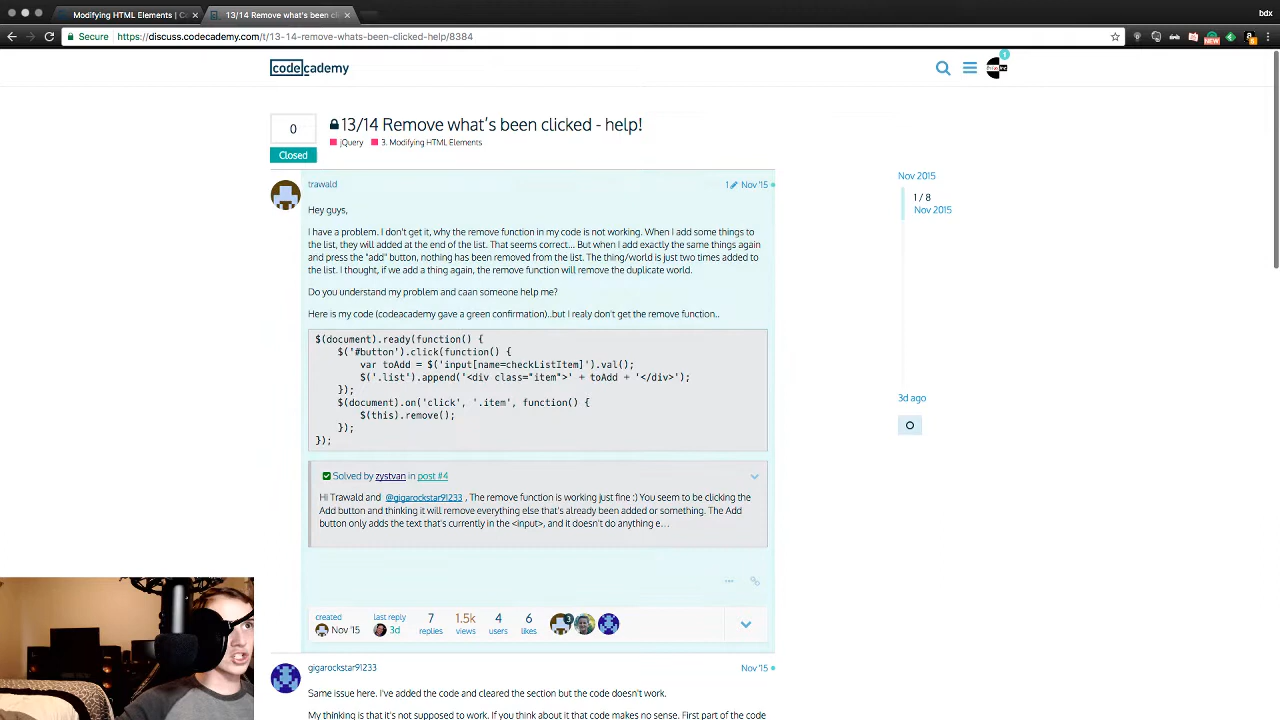 Modifying HTML Elements | C
13/14 Remove what's been cli
bdx
Secure
https://discuss.codecademy.com/t/13-14-remove-whats-been-clicked-help/8384
NEW
6
codecademy
1
0
Closed
13/14 Remove what's been clicked - help!
jQuery
3. Modifying HTML Elements
trawald
1
Nov '15
Hey guys,
I have a problem. I don't get it, why the remove function in my code is not working. When I add some things to
the list, they will added at the end of the list. That seems correct... But when I add exactly the same things again
and press the "add" button, nothing has been removed from the list. The thing/world is just two times added to
the list. I thought, if we add a thing again, the remove function will remove the duplicate world.
Do you understand my problem and caan someone help me?
Here is my code (codeacademy gave a green confirmation)..but I realy don't get the remove function..
$(document).ready(function() {
$('#button').click(function() {
var toAdd = $('input[name=checkListItem]').val();
$('.list').append('<div class="item">' + toAdd + '</div>');
});
$(document).on('click', '.item', function() {
$(this).remove();
});
});
Solved by zystvan in post #4
Hi Trawald and @gigarockstar91233 , The remove function is working just fine :) You seem to be clicking the
Add button and thinking it will remove everything else that's already been added or something. The Add
button only adds the text that's currently in the <input>, and it doesn't do anything e...
created
Nov '15
last reply
3d
7
replies
1.5k
views
4
users
6
likes
3
gigarockstar91233
Nov '15
Same issue here. I've added the code and cleared the section but the code doesn't work.
My thinking is that it's not supposed to work. If you think about it that code makes no sense. First part of the code
Nov 2015
1 / 8
Nov 2015
3d ago